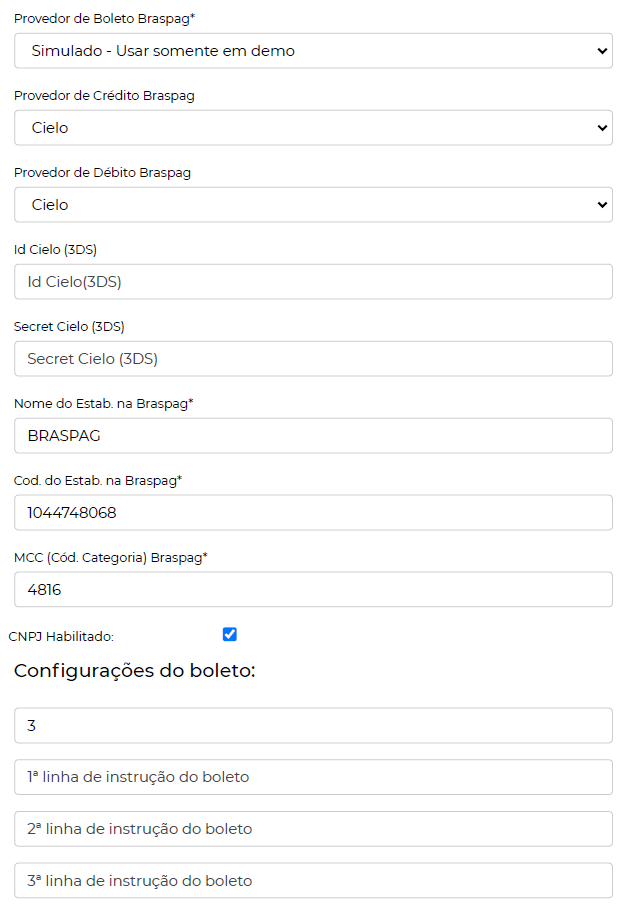 Provedor de Boleto Braspag*
Simulado - Usar somente em demo
Provedor de Crédito Braspag
Cielo
Provedor de Débito Braspag
Cielo
Id Cielo (3DS)
Id Cielo(3DS)
Secret Cielo (3DS)
Secret Cielo (3DS)
Nome do Estab. na Braspag*
BRASPAG
Cod. do Estab. na Braspag*
1044748068
MCC (Cód. Categoria) Braspag*
4816
CNPJ Habilitado:
Configurações do boleto:
3
1ª linha de instrução do boleto
2ª linha de instrução do boleto
3ª linha de instrução do boleto